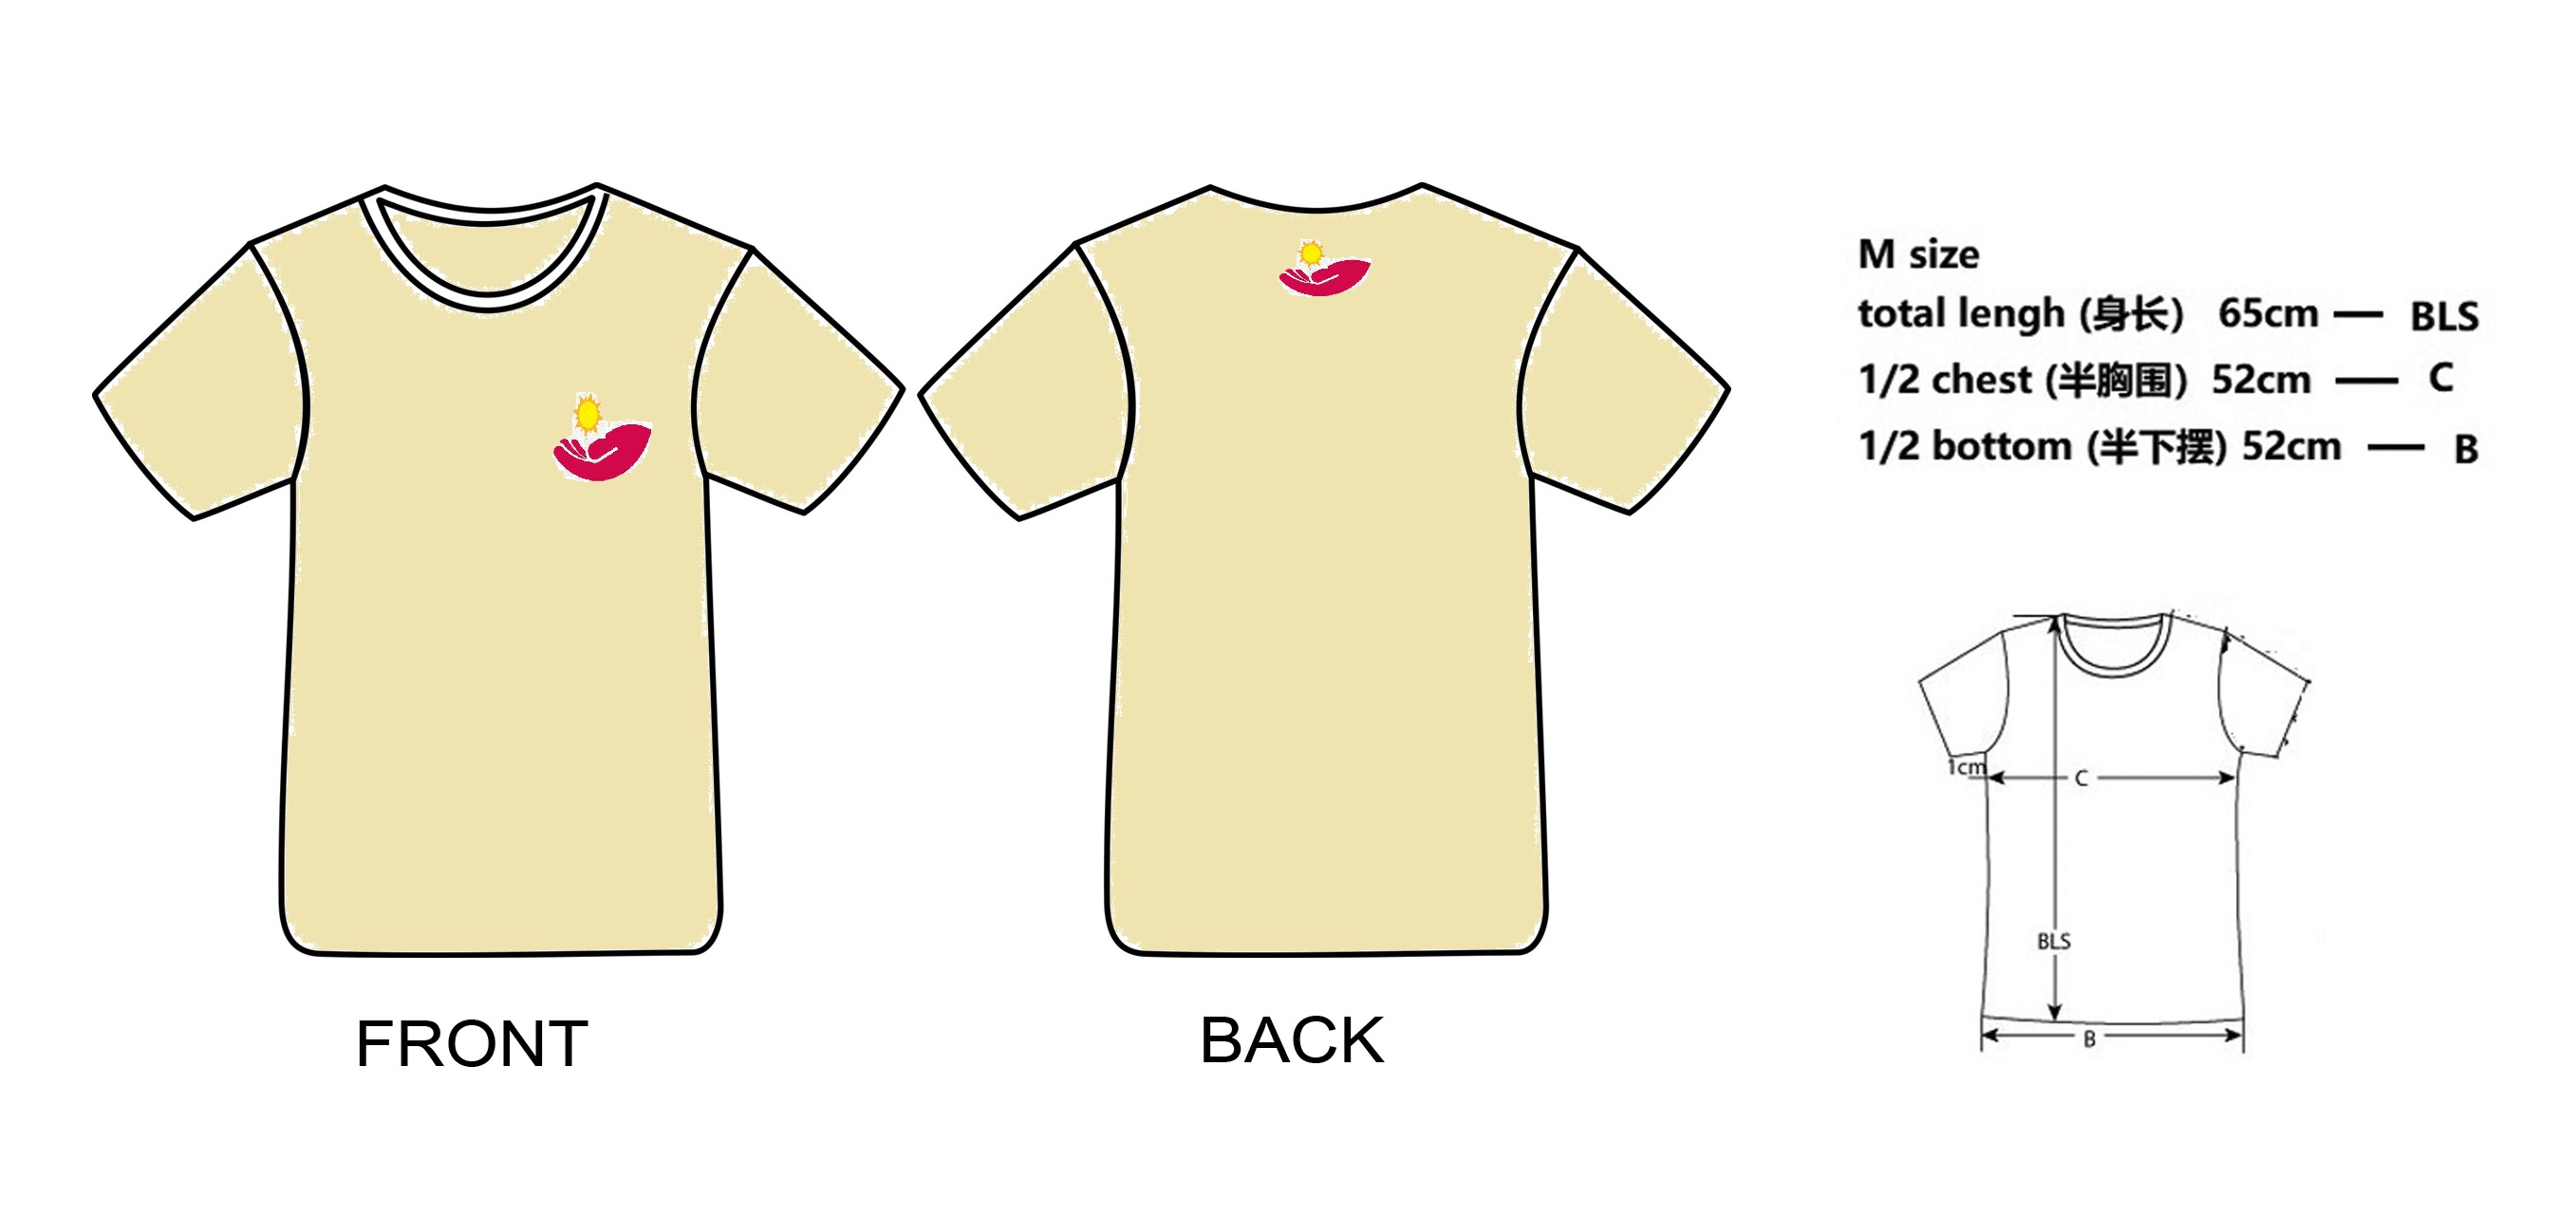 M size
total lengh (身长) 65cm — BLS
1/2 chest (半胸围) 52cm — C
1/2 bottom (半下摆) 52cm — B
1cm
C
BLS
B
FRONT
BACK